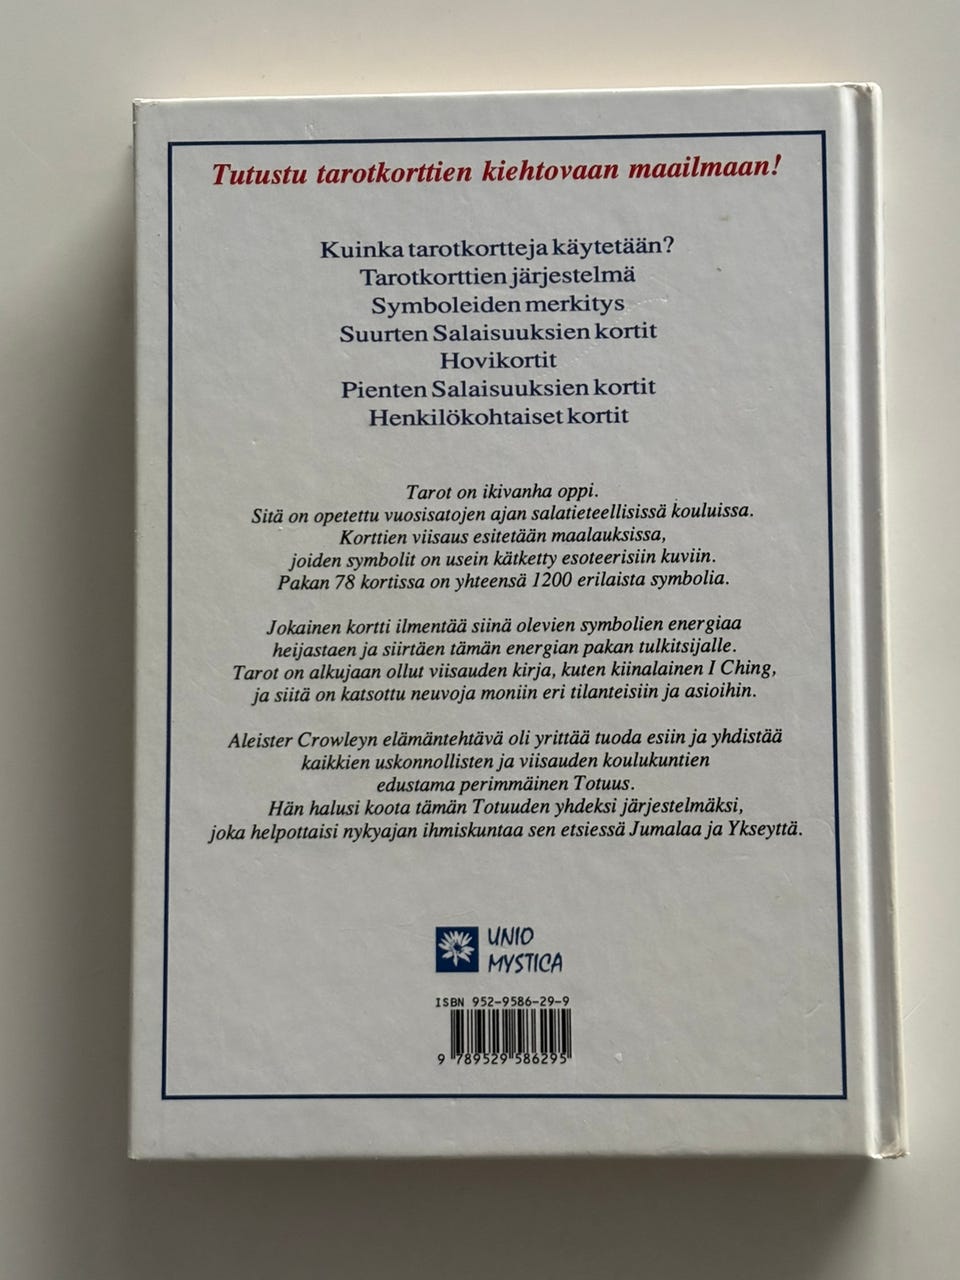 Tutustu tarotkorttien kiehtovaan maailmaan!
Kuinka tarotkortteja käytetään?
Tarotkorttien järjestelmä
Symboleiden merkitys
Suurten Salaisuuksien kortit
Hovikortit
Pienten Salaisuuksien kortit
Henkilökohtaiset kortit
Tarot on ikivanha oppi.
Sitä on opetettu vuosisatojen ajan salatieteellisissä kouluissa.
Korttien viisaus esitetään maalauksissa,
joiden symbolit on usein kätketty esoteerisiin kuviin.
Pakan 78 kortissa on yhteensä 1200 erilaista symbolia.
Jokainen kortti ilmentää siinä olevien symbolien energiaa
heijastaen ja siirtäen tämän energian pakan tulkitsijalle.
Tarot on alkujaan ollut viisauden kirja, kuten kiinalainen I Ching,
ja siitä on katsottu neuvoja moniin eri tilanteisiin ja asioihin.
Aleister Crowleyn elämäntehtävä oli yrittää tuoda esiin ja yhdistää
kaikkien uskonnollisten ja viisauden koulukuntien
edustama perimmäinen Totuus.
Hän halusi koota tämän Totuuden yhdeksi järjestelmäksi,
joka helpottaisi nykyajan ihmiskuntaa sen etsiessä Jumalaa ja Ykseyttä.
UNIO
MYSTICA
ISBN 952-9586-29-9
9 789529 586295